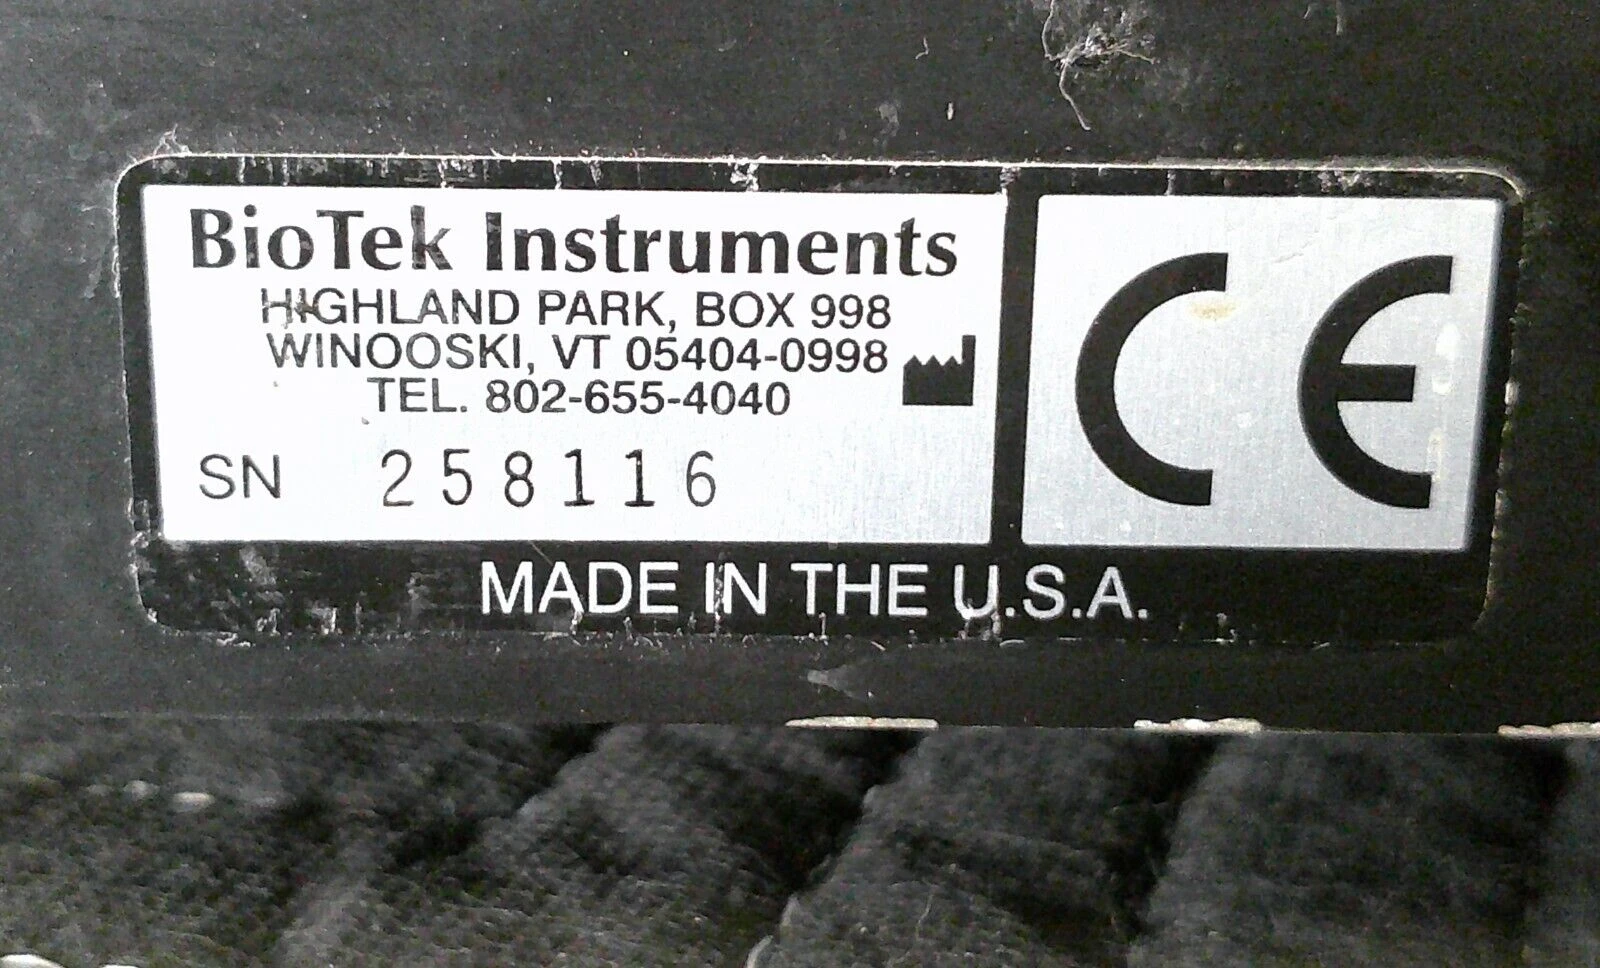 BioTek Instruments
HIGHLAND PARK, BOX 998
WINOOSKI, VT 05404-0998
TEL. 802-655-4040
SN 258116
CE
MADE IN THE U.S.A.